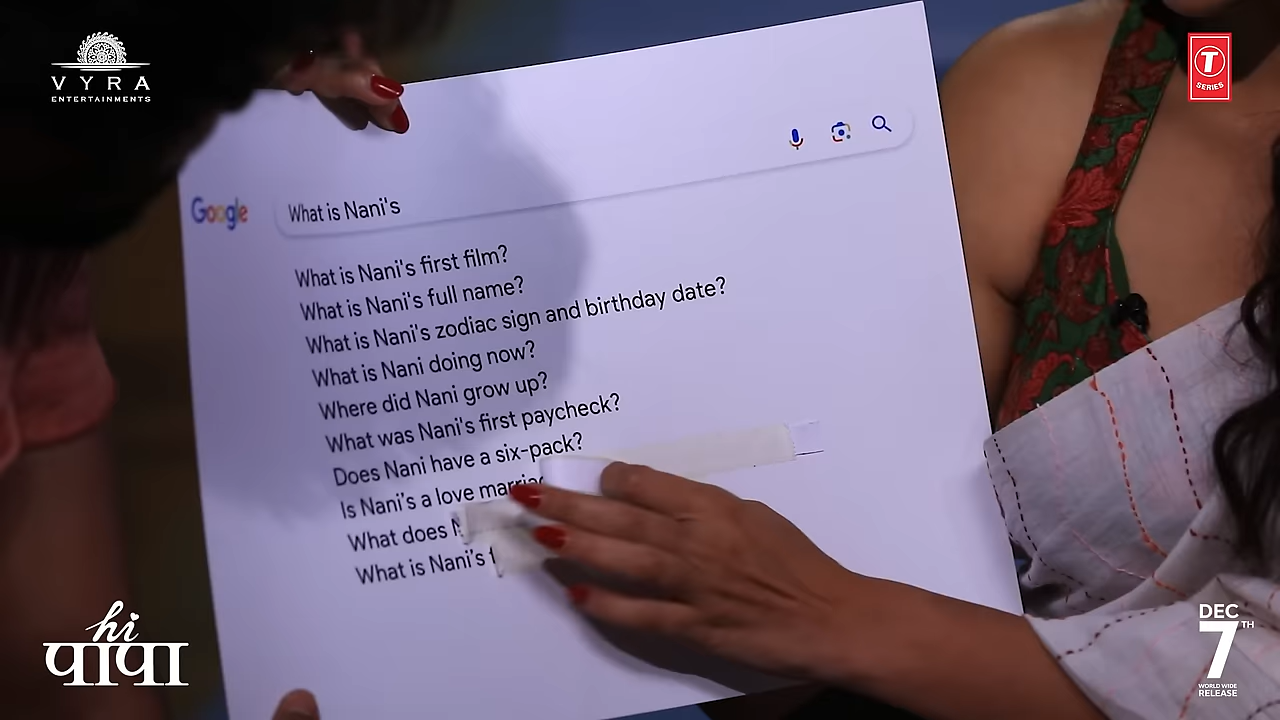 VYRA
ENTERTAINMENTS
T
SERIES
Google
What is Nani's
What is Nani's first film?
What is Nani's full name?
What is Nani's zodiac sign and birthday date?
What is Nani doing now?
Where did Nani grow up?
What was Nani's first paycheck?
Does Nani have a six-pack?
Is Nani's a love
What does
What is Nani's
hi
पापा
DEC
7TH
WORLD WIDE
RELEASE